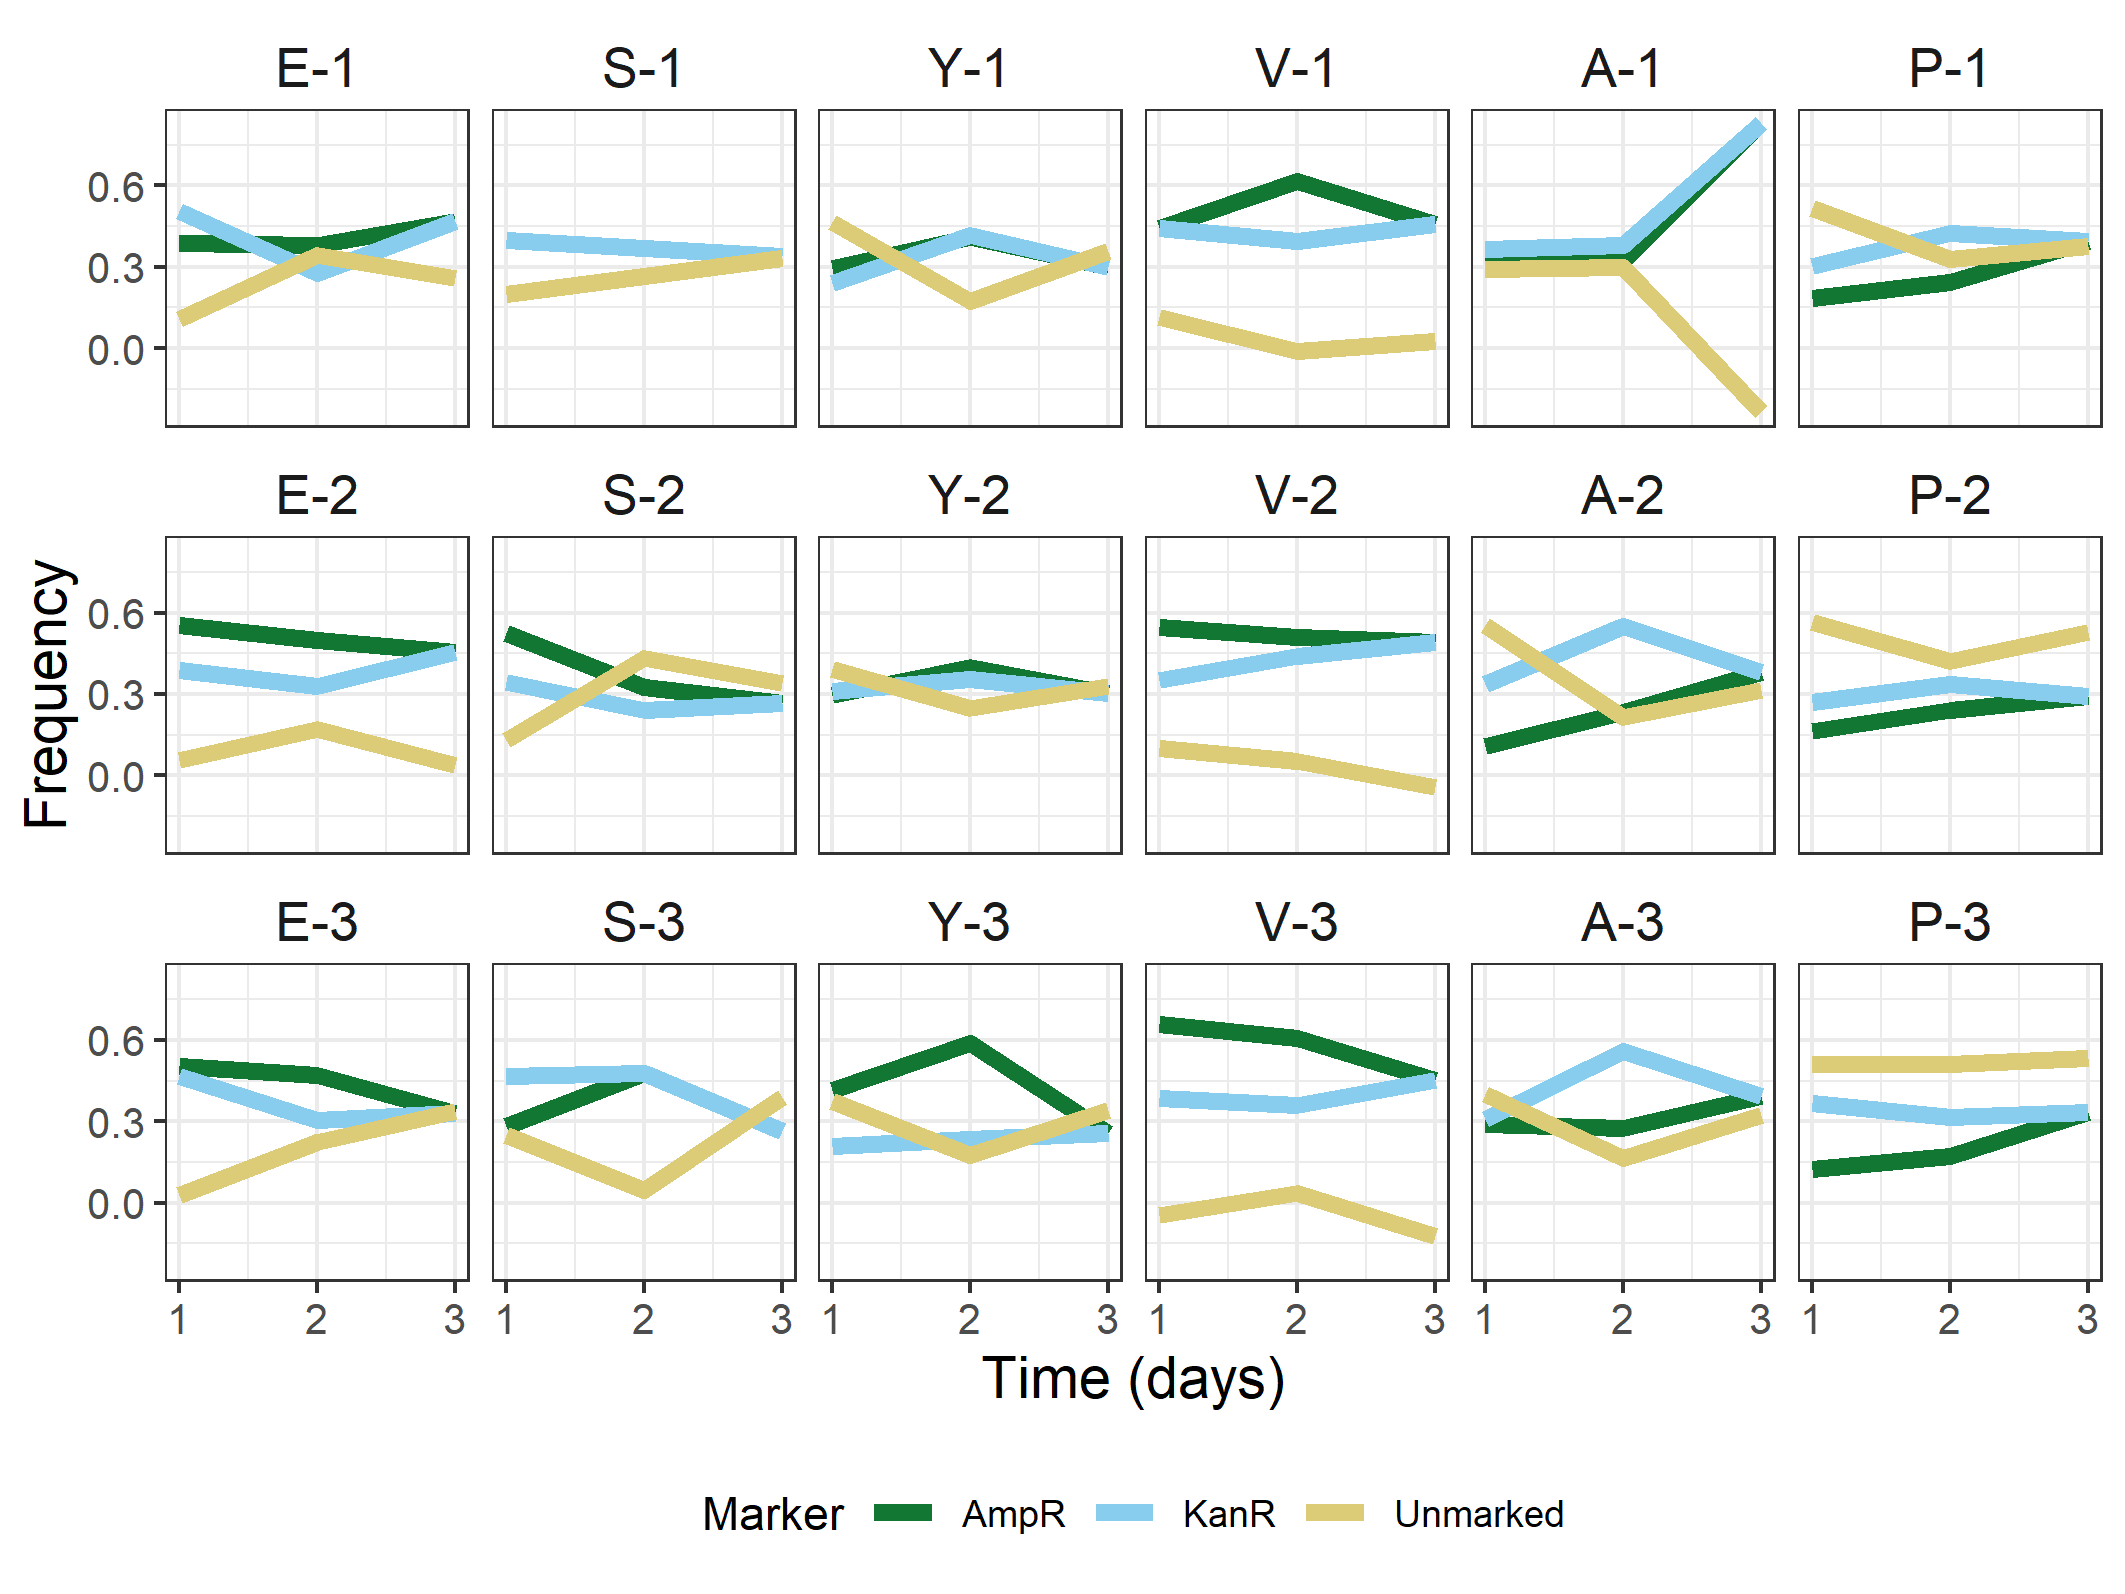 E-1 S-1 Y-1 V-1 A-1 P-1
0.6
0.3
0.0
E-2 S-2 Y-2 V-2 A-2 P-2
0.6
0.3
0.0
Frequency
E-3 S-3 Y-3 V-3 A-3 P-3
0.6
0.3
0.0
1 2 3 1 2 3 1 2 3 1 2 3 1 2 3 1 2 3
Time (days)
Marker AmpR KanR Unmarked